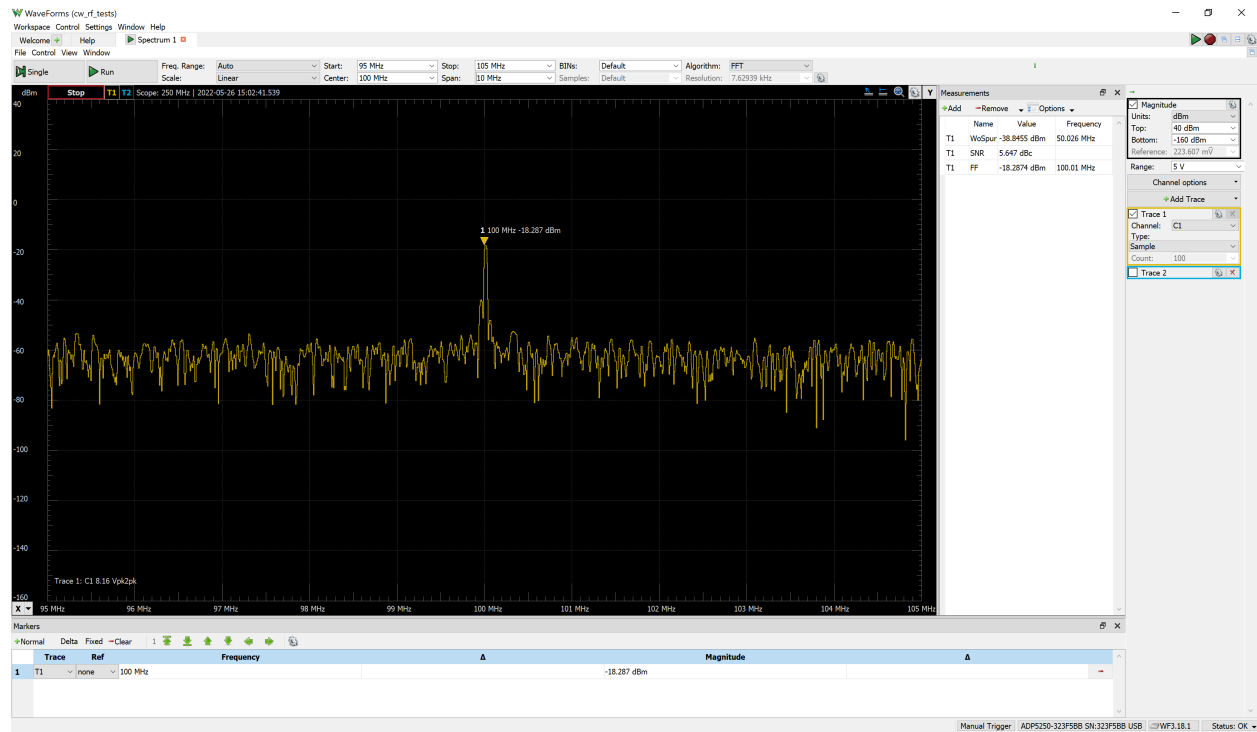 WaveForms (cw_rf_tests)
Workspace Control Settings Window Help
Welcome Help Spectrum 1
File Control View Window
Single Run Freq. Range: Auto Start: 95 MHz Stop: 105 MHz BINs: Default Algorithm: FFT
Scale: Linear Center: 100 MHz Span: 10 MHz Samples: Default Resolution: 7.62939 kHz
dBm Stop T1 T2 Scope: 250 MHz | 2022-05-26 15:02:41.539 Y
40
20
0
-20
-40
-60
-80
-100
-120
-140
-160
1 100 MHz -18.287 dBm
Trace 1: C1 8.16 Vpk2pk
X 95 MHz 96 MHz 97 MHz 98 MHz 99 MHz 100 MHz 101 MHz 102 MHz 103 MHz 104 MHz 105 MHz
Measurements
Add Remove Options
Name Value Frequency
T1 WoSpur -38.8455 dBm 50.026 MHz
T1 SNR 5.647 dBc
T1 FF -18.2874 dBm 100.01 MHz
Magnitude
Units: dBm
Top: 40 dBm
Bottom: -160 dBm
Reference: 223.607 mV
Range: 5 V
Channel options
Add Trace
Trace 1
Channel: C1
Type:
Sample
Count: 100
Trace 2
Markers
Normal Delta Fixed Clear 1
Trace Ref Frequency Δ Magnitude Δ
1 T1 none 100 MHz -18.287 dBm
Manual Trigger ADP5250-323F5BB SN:323F5BB USB WF3.18.1 Status: OK